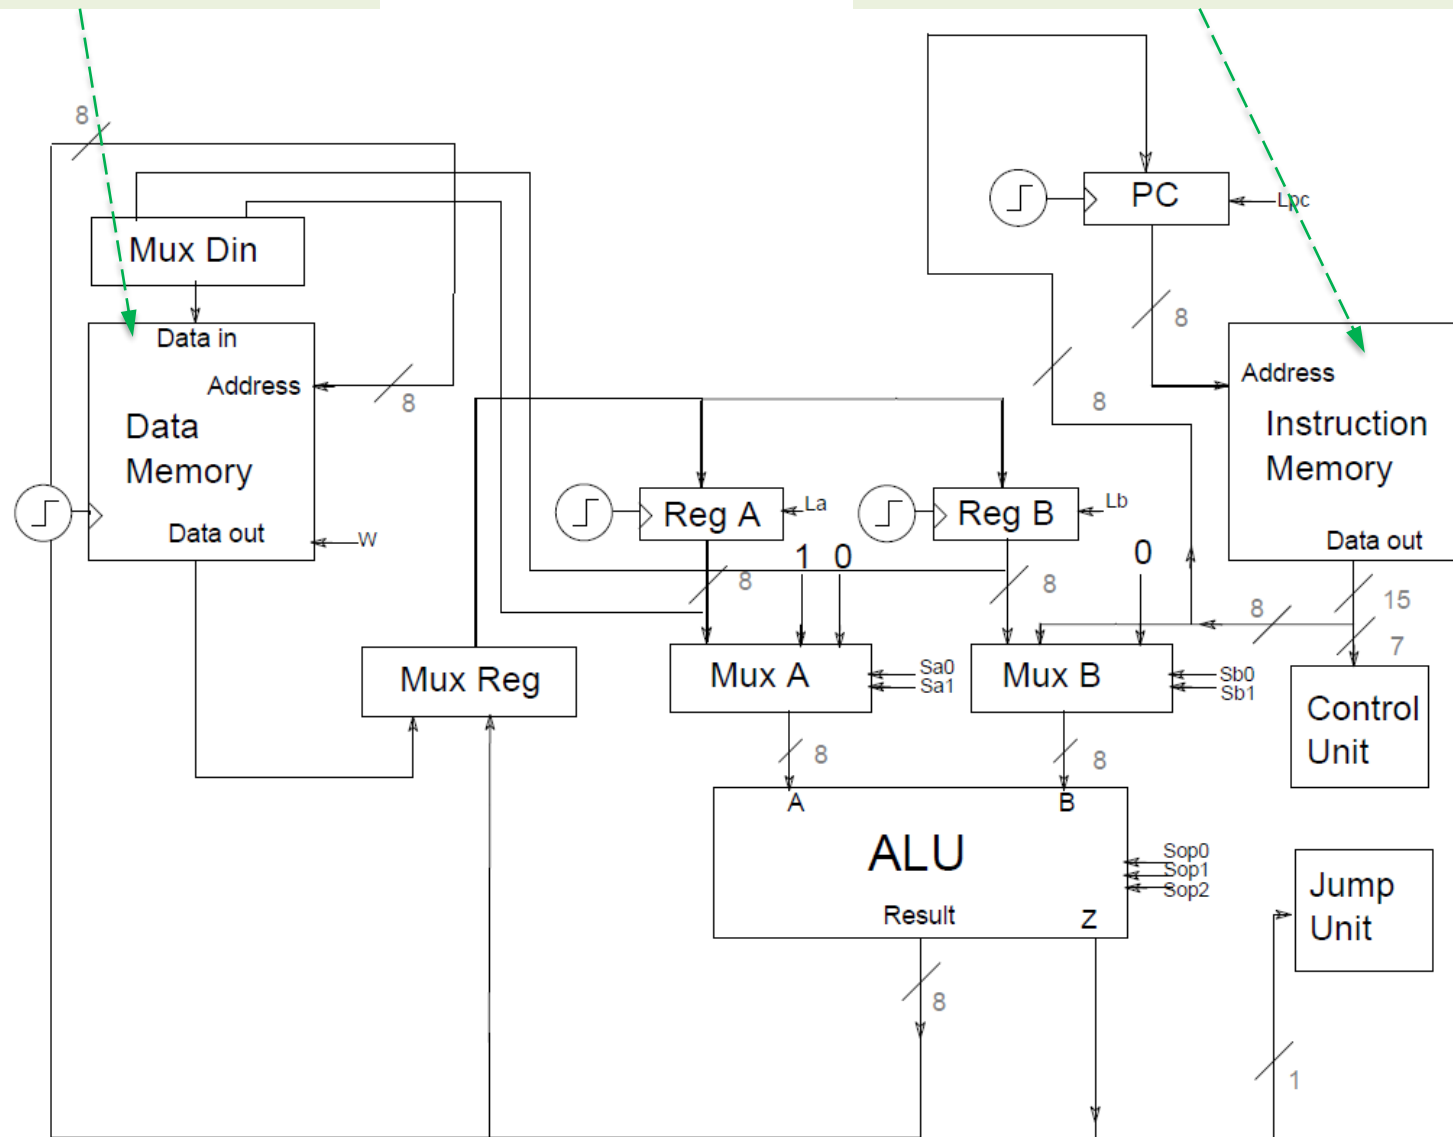 8
PC
Lpc
Mux Din
8
Data in
Address
8
8
Address
Data
Memory
Instruction
Memory
Data out
W
Reg A
La
Reg B
Lb
Data out
1 0
0
8
8
8
15
7
Mux Reg
Mux A
Sa0
Sa1
Mux B
Sb0
Sb1
Control
Unit
8
8
A
B
ALU
Sop0
Sop1
Sop2
Result
Z
Jump
Unit
8
1